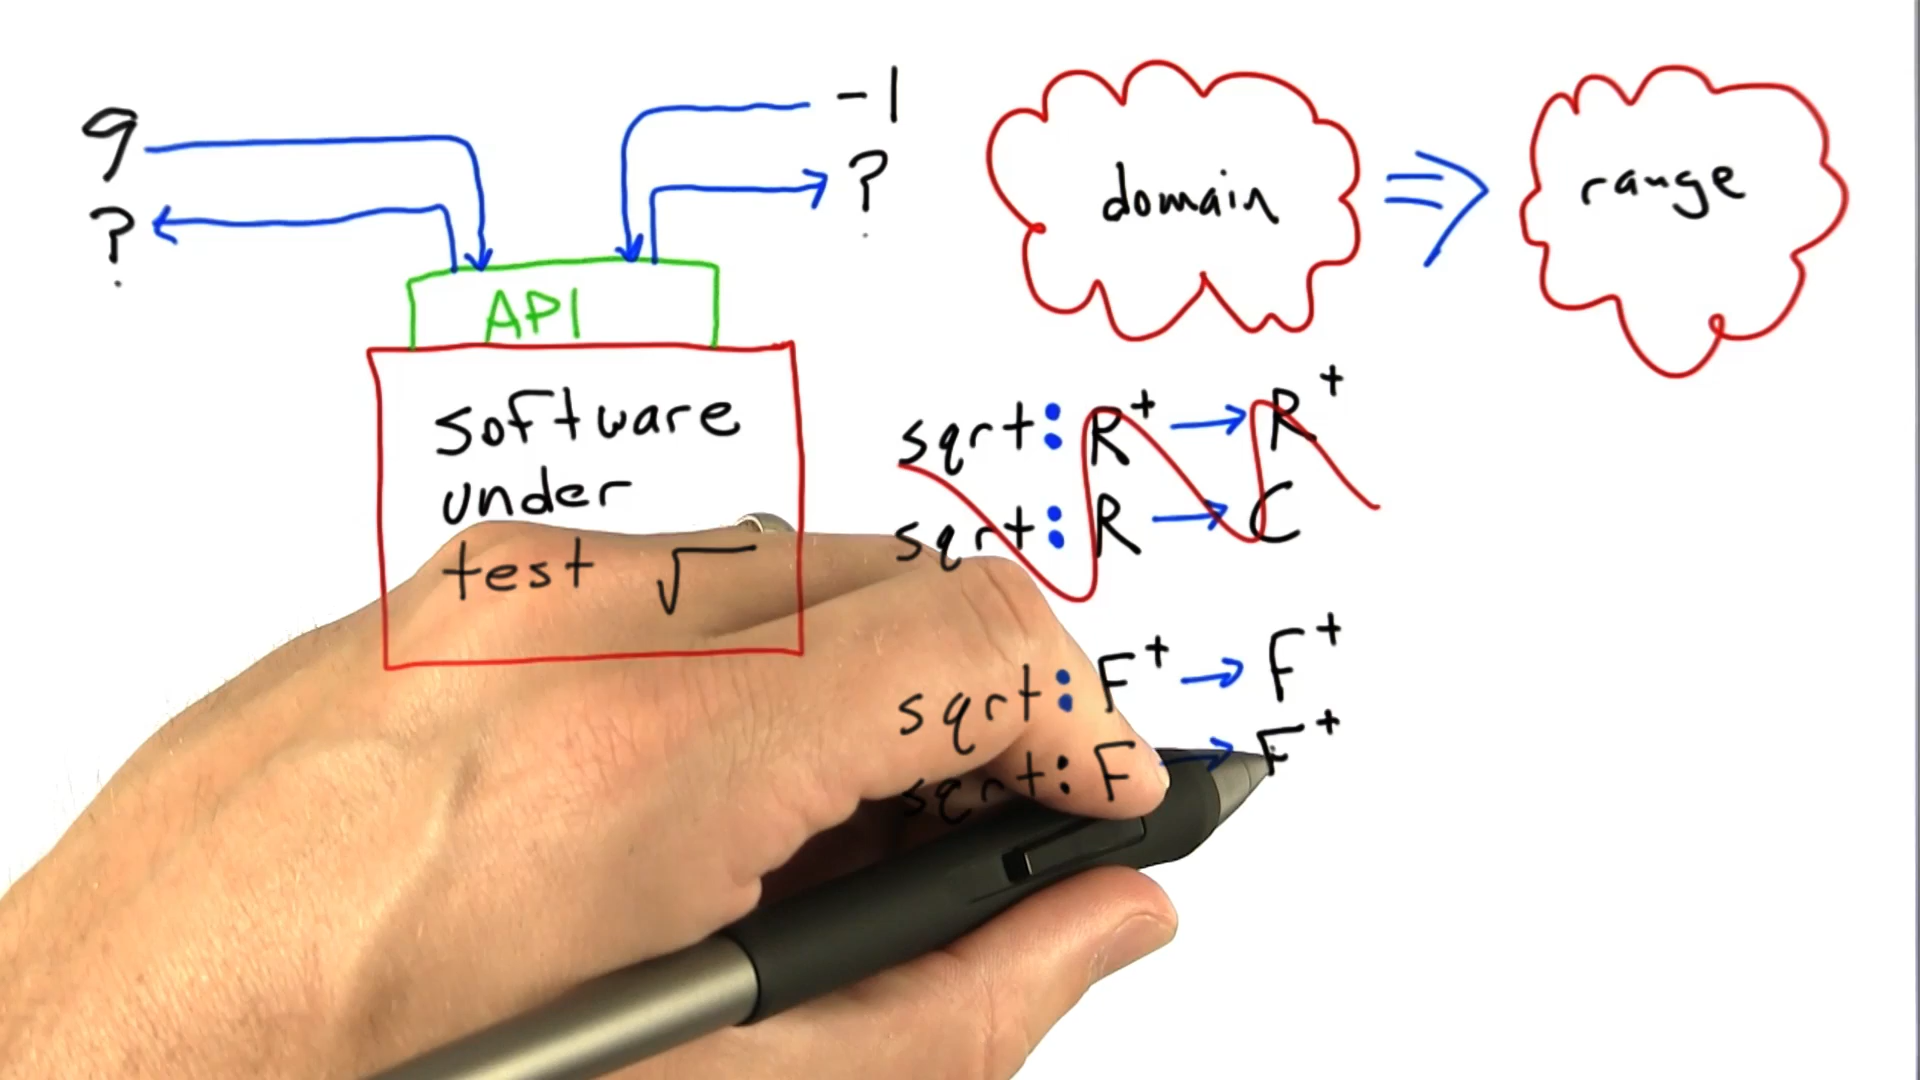 9
?
-1
?
API
software
under
test √
domain ⇒ range
sqrt: R⁺ → R⁺
sqrt: R → C
sqrt: F⁺ → F⁺
sqrt: F → F⁺